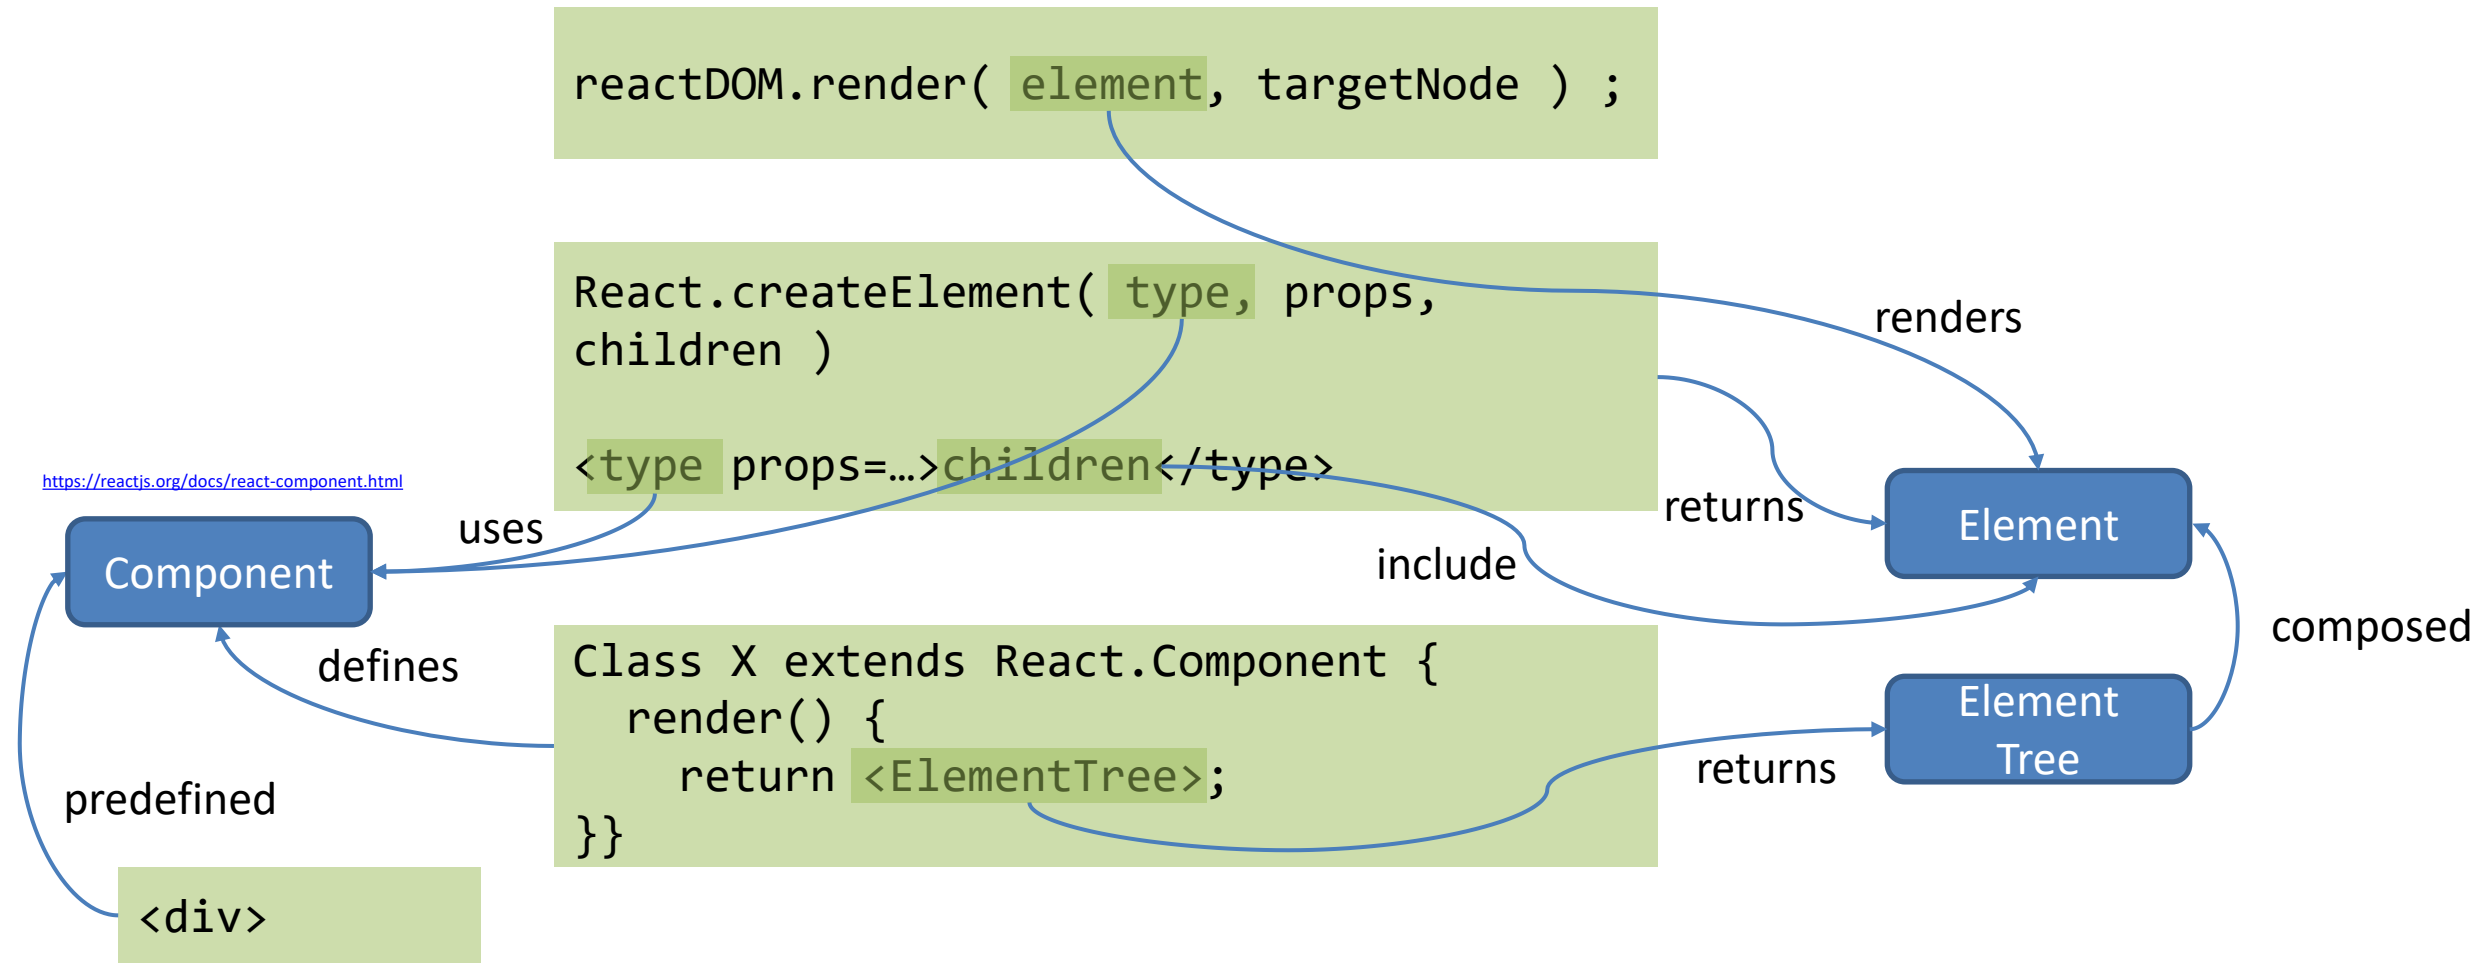 reactDOM.render( element, targetNode ) ;
React.createElement( type, props,
children )
<type props=…>children</type>
renders
returns
https://reactjs.org/docs/react-component.html
uses
Component
Element
include
defines
composed
Class X extends React.Component {
render() {
return <ElementTree>;
}}
returns
Element
Tree
predefined
<div>